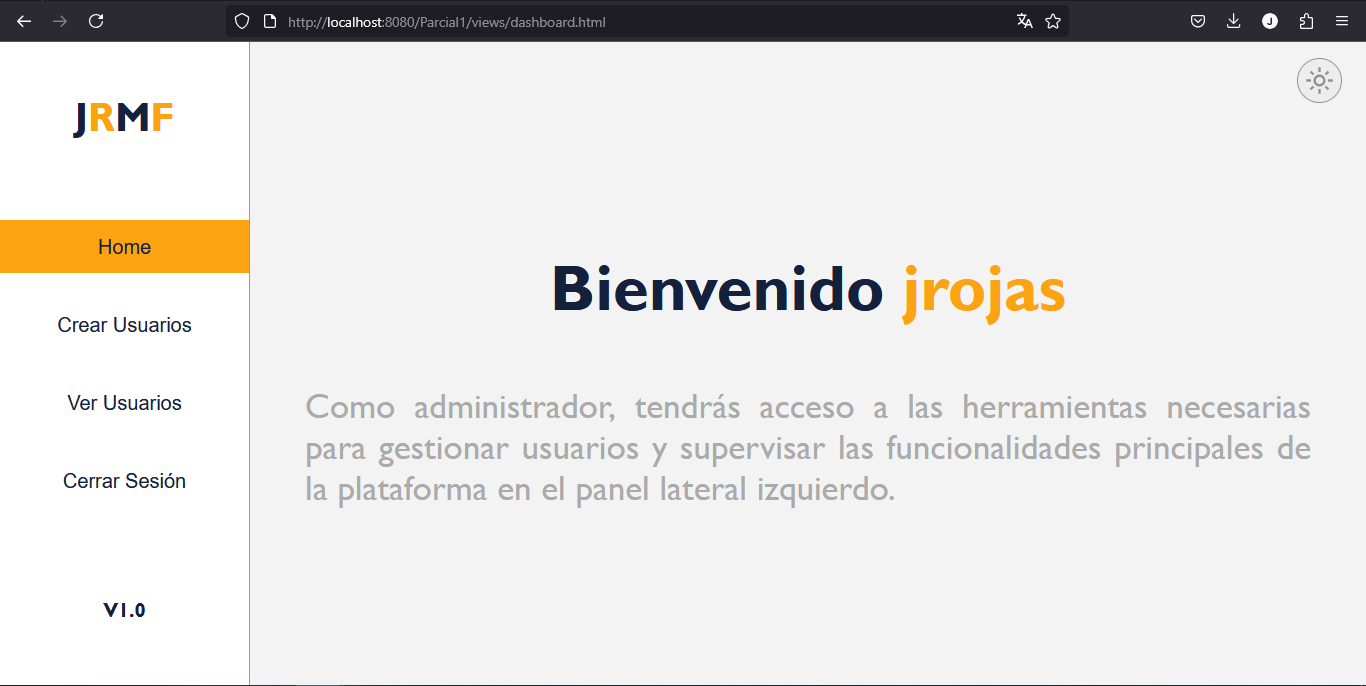 http://localhost:8080/Parcial1/views/dashboard.html
J
JRMF
Home
Crear Usuarios
Ver Usuarios
Cerrar Sesión
V1.0
Bienvenido jrojas
Como administrador, tendrás acceso a las herramientas necesarias
para gestionar usuarios y supervisar las funcionalidades principales de
la plataforma en el panel lateral izquierdo.